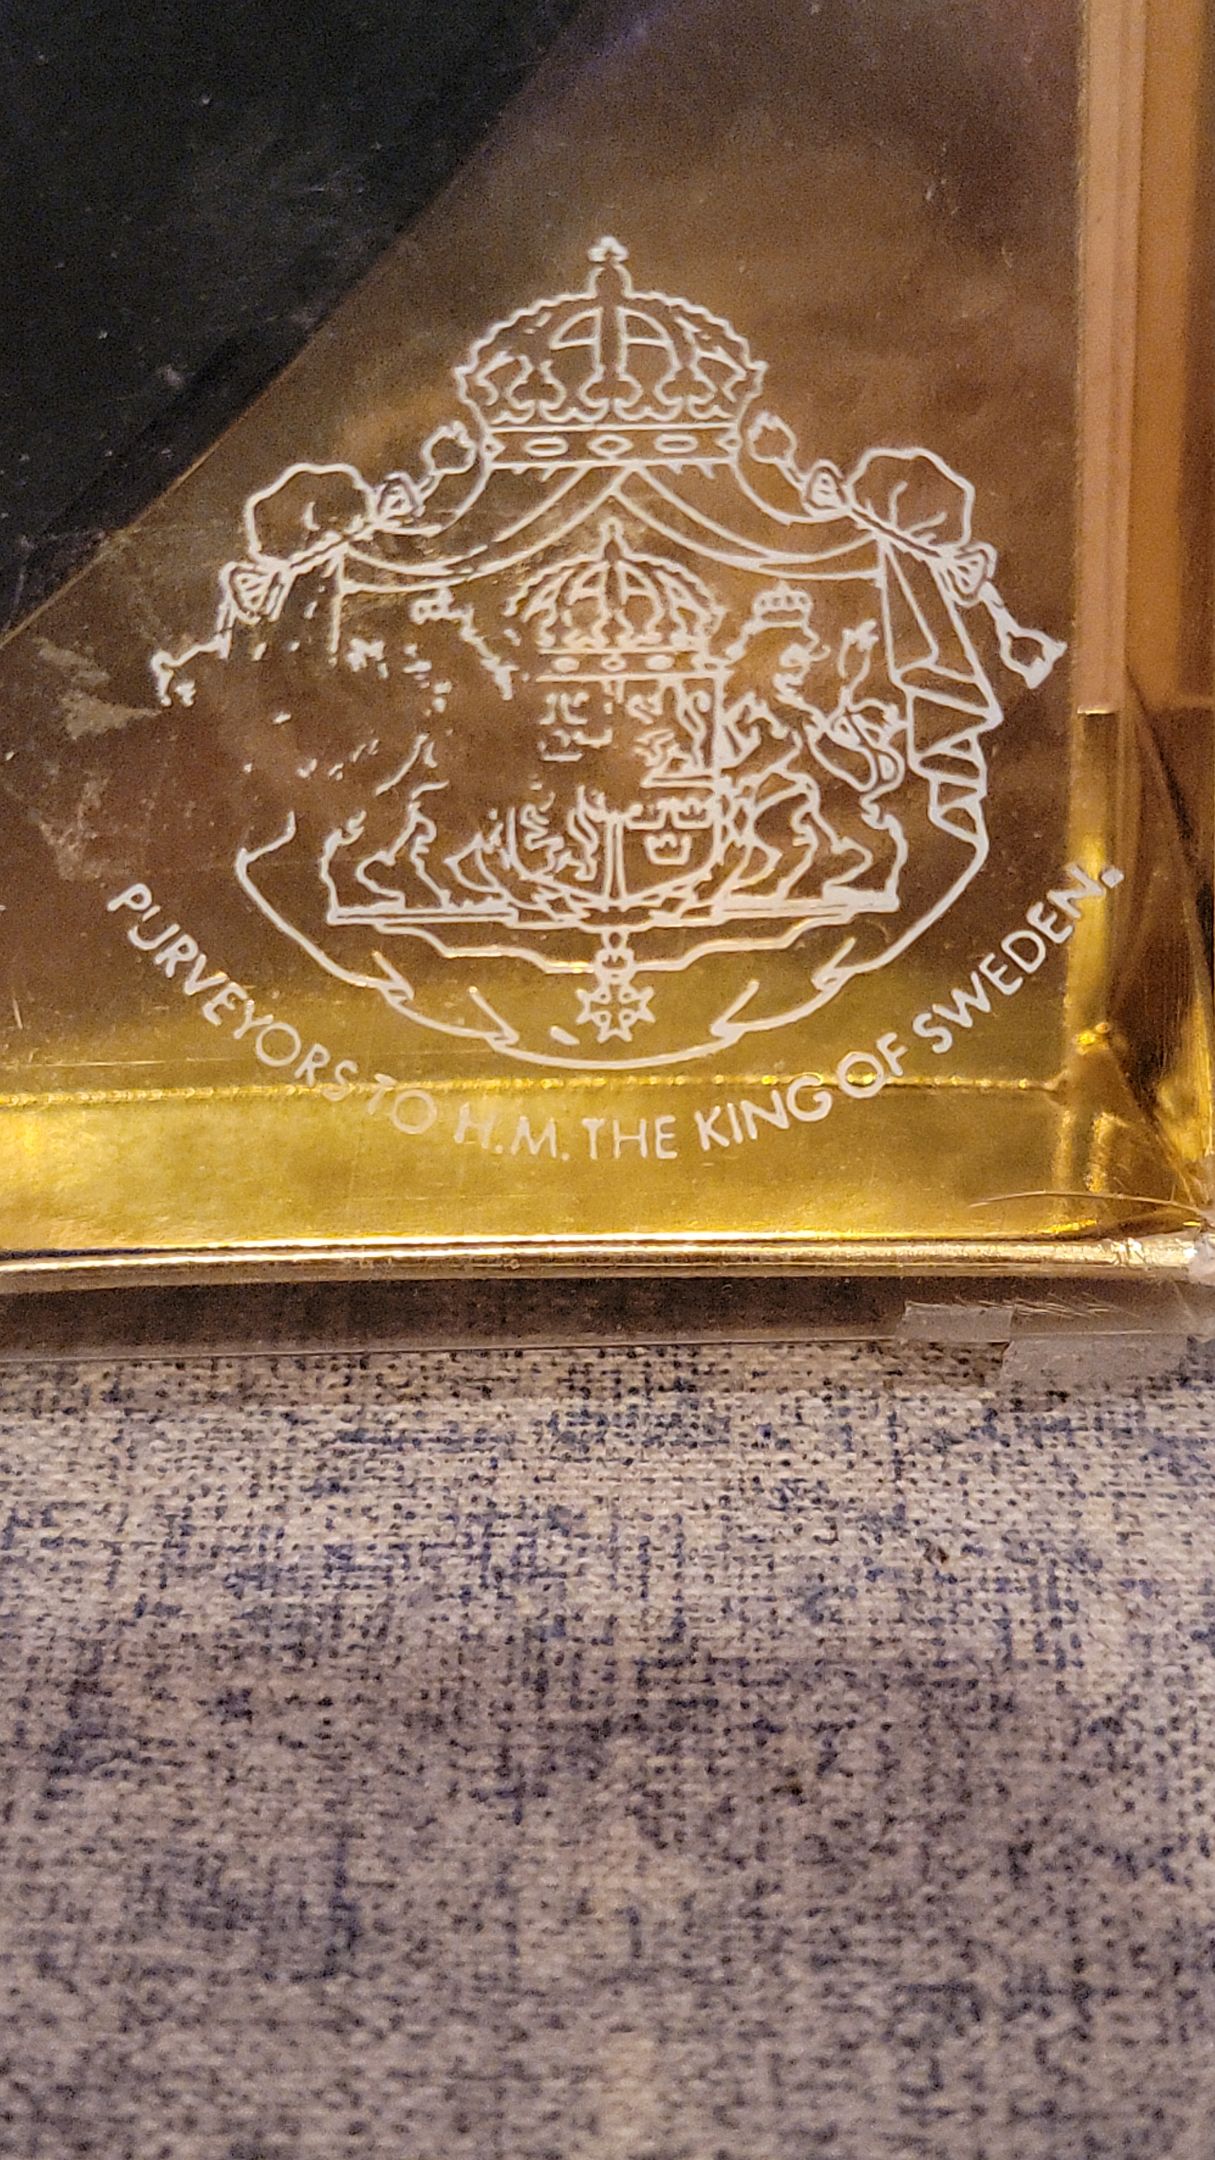 PURVEYORS TO H.M. THE KING OF SWEDEN.